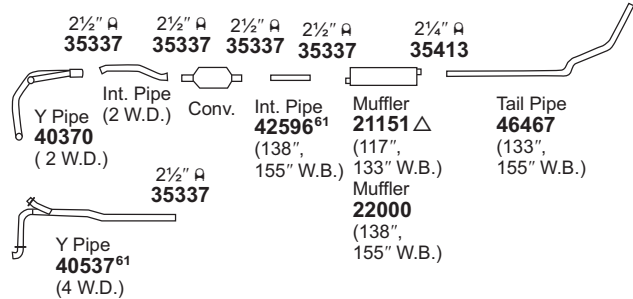 2½″ 2½″ 2½″ 2½″ 2¼″
35337 35337 35337 35337 35413
Y Pipe
40370
( 2 W.D.)
Int. Pipe
(2 W.D.)
Conv.
Int. Pipe
42596⁶¹
(138″,
155″ W.B.)
Muffler
21151 △
(117″,
133″ W.B.)
Muffler
22000
(138″,
155″ W.B.)
Tail Pipe
46467
(133″,
155″ W.B.)
2½″
35337
Y Pipe
40537⁶¹
(4 W.D.)